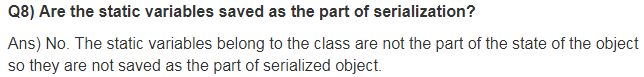 Q8) Are the static variables saved as the part of serialization?
Ans) No. The static variables belong to the class are not the part of the state of the object
so they are not saved as the part of serialized object.